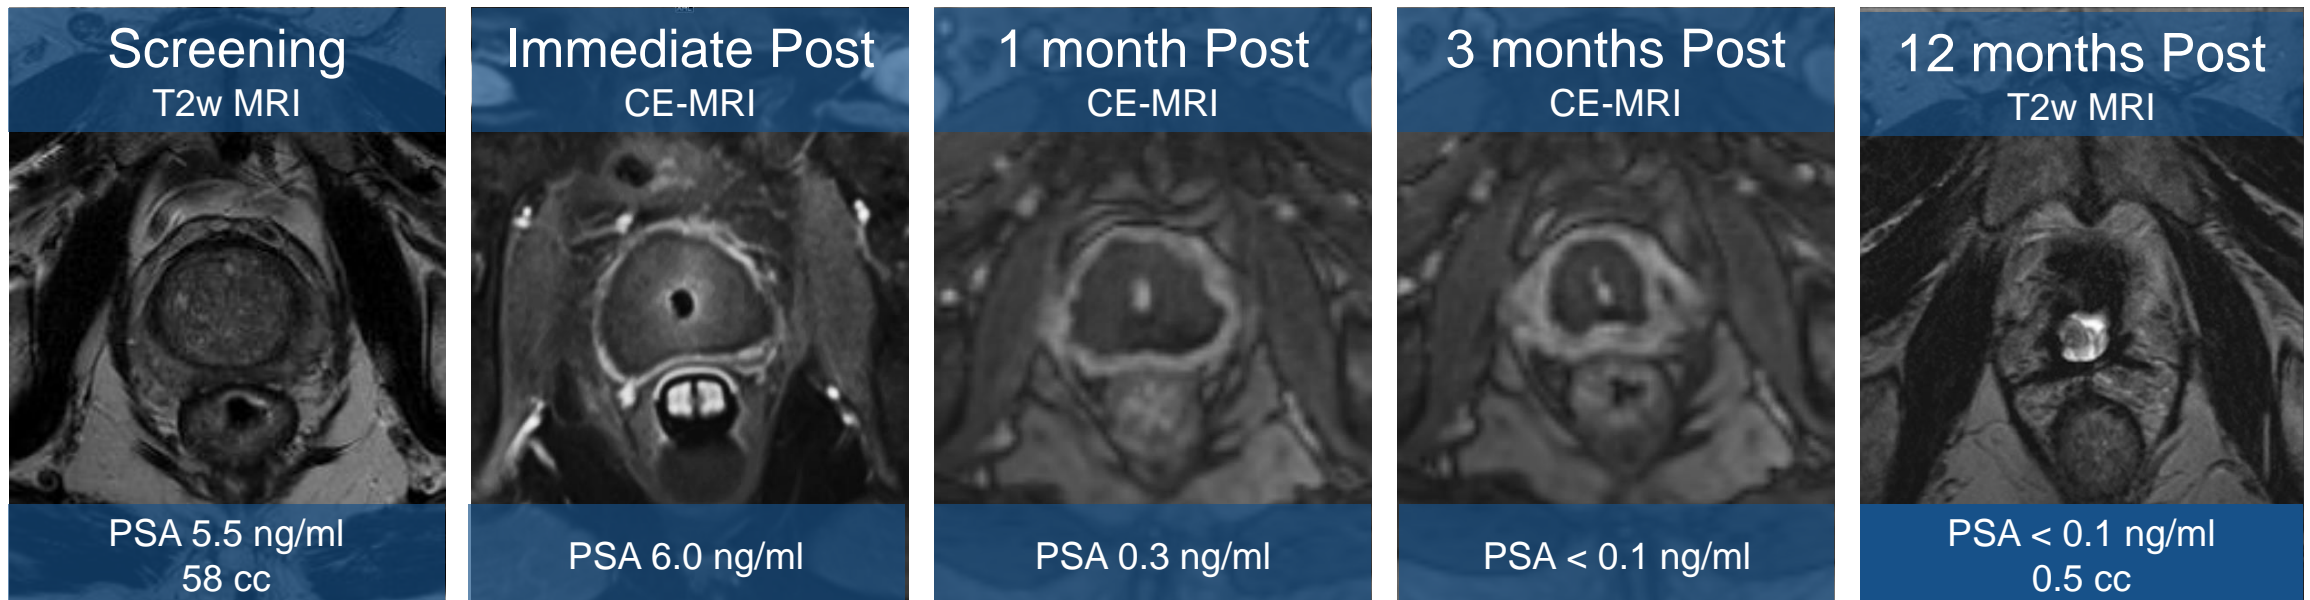 Screening
T2w MRI
PSA 5.5 ng/ml
58 cc
Immediate Post
CE-MRI
PSA 6.0 ng/ml
1 month Post
CE-MRI
PSA 0.3 ng/ml
3 months Post
CE-MRI
PSA < 0.1 ng/ml
12 months Post
T2w MRI
PSA < 0.1 ng/ml
0.5 cc